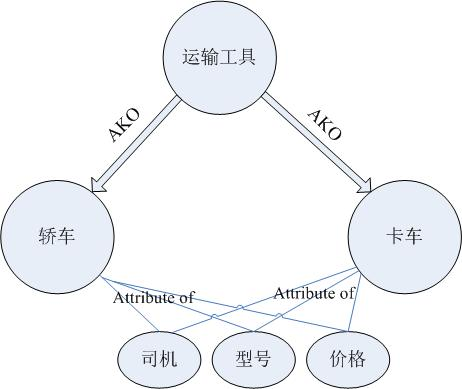 运输工具
AKO
AKO
轿车
卡车
Attribute of
Attribute of
司机
型号
价格